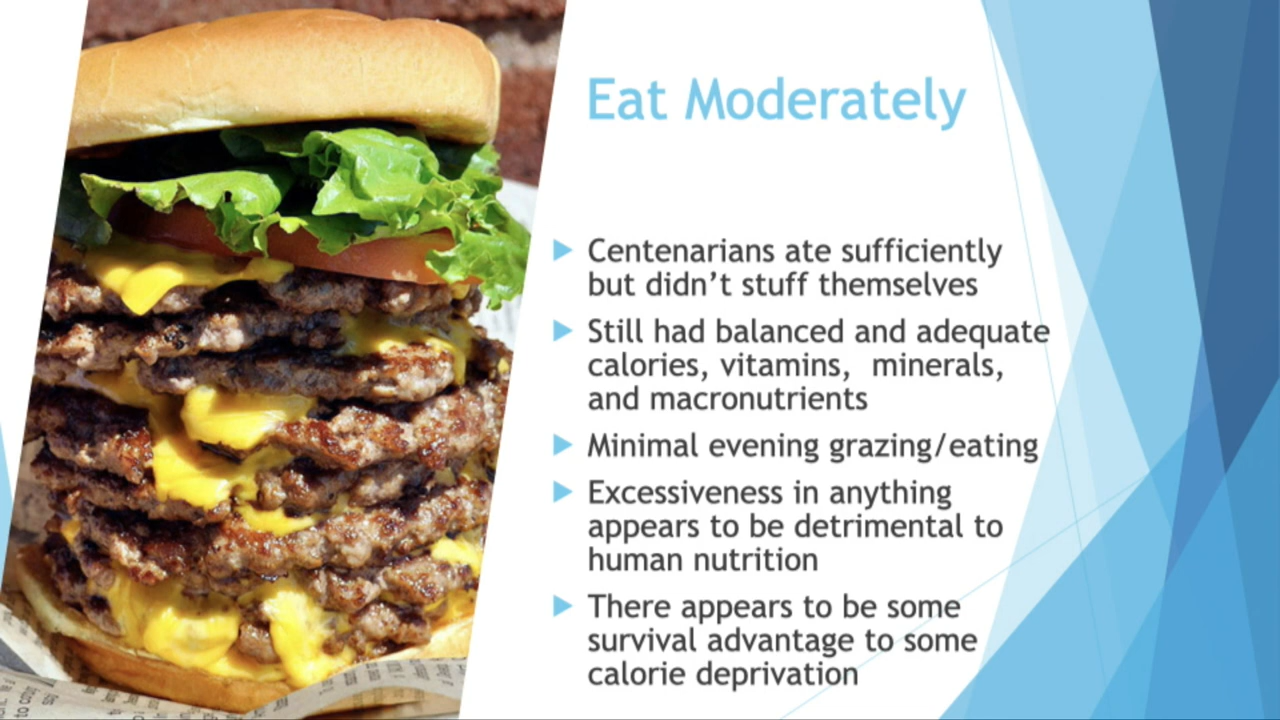 Eat Moderately
Centenarians ate sufficiently
but didn't stuff themselves
Still had balanced and adequate
calories, vitamins,  minerals,
and macronutrients
Minimal evening grazing/eating
Excessiveness in anything
appears to be detrimental to
human nutrition
There appears to be some
survival advantage to some
calorie deprivation